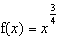 f(x) = x^{3/4}